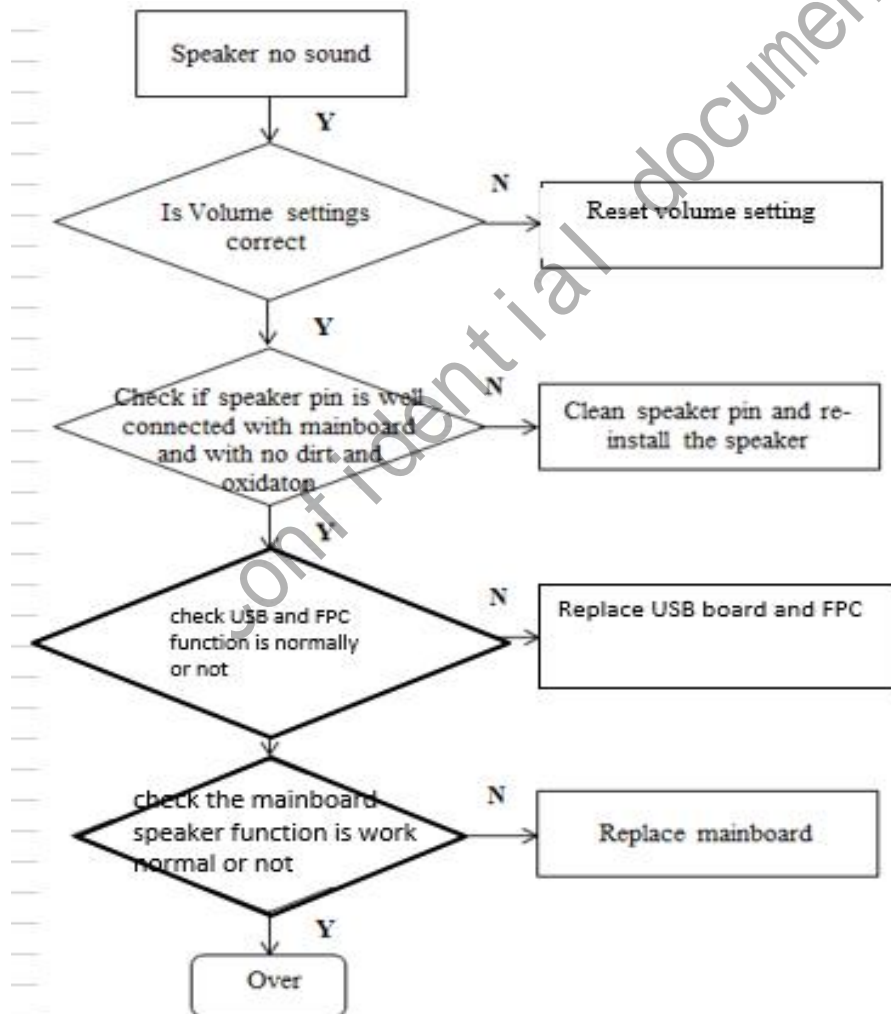 Speaker no sound
Y
Is Volume settings
correct
N
Reset volume setting
Y
Check if speaker pin is well
connected with mainboard
and with no dirt and
oxidaton
N
Clean speaker pin and re-
install the speaker
Y
check USB and FPC
function is normally
or not
N
Replace USB board and FPC
check the mainboard
speaker function is work
normal or not
N
Replace mainboard
Y
Over
confidential documen